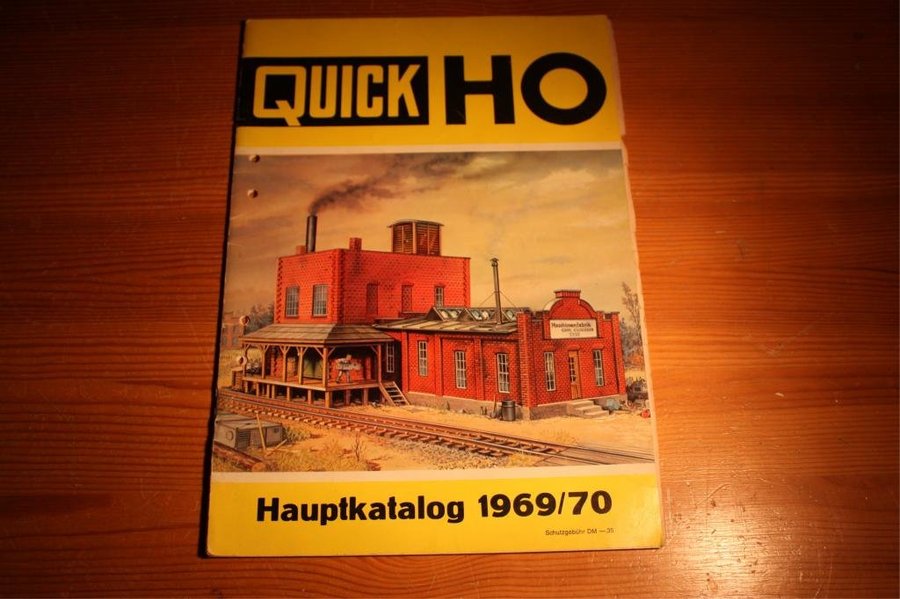 QUICK HO
Maschinenfabrik
Hauptkatalog 1969/70
Schutzgebühr DM —.35